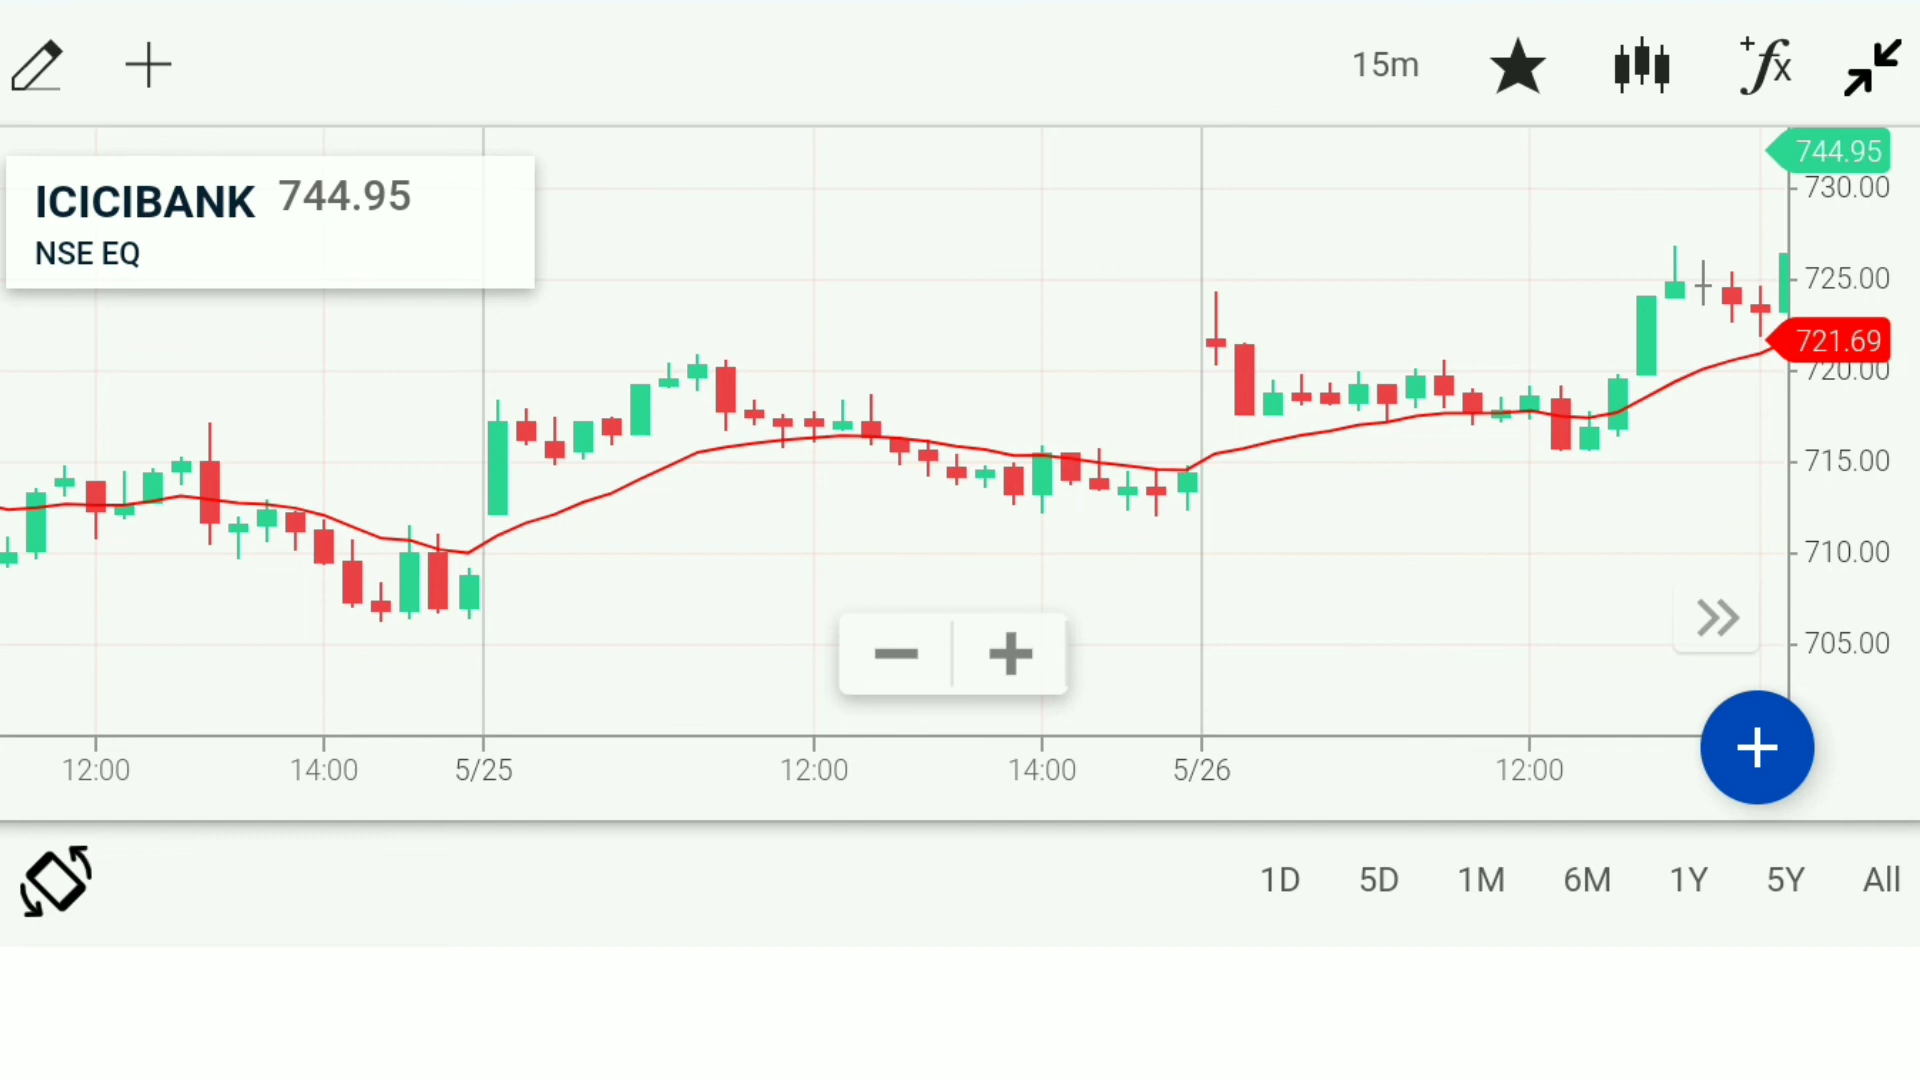 15m
+fx
ICICIBANK 744.95
NSE EQ
744.95
730.00
725.00
721.69
720.00
715.00
710.00
705.00
12:00 14:00 5/25 12:00 14:00 5/26 12:00
1D 5D 1M 6M 1Y 5Y All